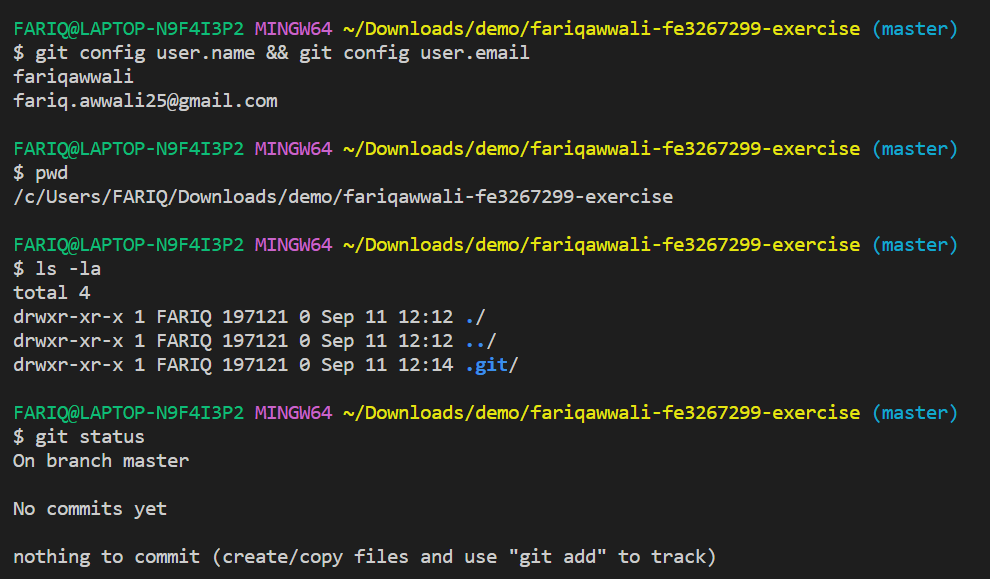 FARIQ@LAPTOP-N9F4I3P2 MINGW64 ~/Downloads/demo/fariqawwali-fe3267299-exercise (master)
$ git config user.name && git config user.email
fariqawwali
fariq.awwali25@gmail.com
FARIQ@LAPTOP-N9F4I3P2 MINGW64 ~/Downloads/demo/fariqawwali-fe3267299-exercise (master)
$ pwd
/c/Users/FARIQ/Downloads/demo/fariqawwali-fe3267299-exercise
FARIQ@LAPTOP-N9F4I3P2 MINGW64 ~/Downloads/demo/fariqawwali-fe3267299-exercise (master)
$ ls -la
total 4
drwxr-xr-x 1 FARIQ 197121 0 Sep 11 12:12 ./
drwxr-xr-x 1 FARIQ 197121 0 Sep 11 12:12 ../
drwxr-xr-x 1 FARIQ 197121 0 Sep 11 12:14 .git/
FARIQ@LAPTOP-N9F4I3P2 MINGW64 ~/Downloads/demo/fariqawwali-fe3267299-exercise (master)
$ git status
On branch master
No commits yet
nothing to commit (create/copy files and use "git add" to track)